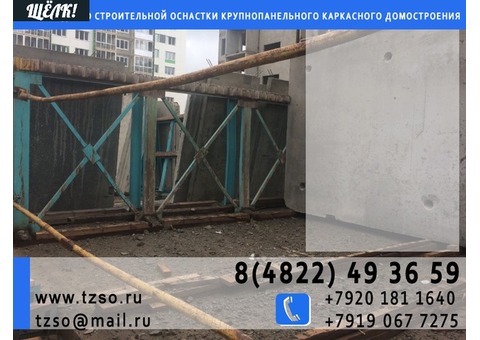 ЩЁЛК!
О СТРОИТЕЛЬНОЙ ОСНАСТКИ КРУПНОПАНЕЛЬНОГО КАРКАСНОГО ДОМОСТРОЕНИЯ
8(4822) 49 36 59
www.tzso.ru
+7920 181 1640
tzso@mail.ru
+7919 067 7275